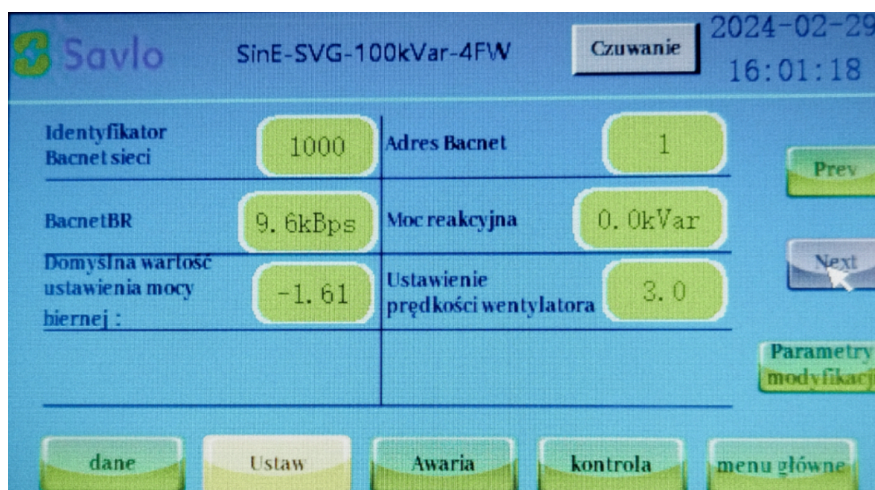 Savlo
SinE-SVG-100kVar-4FW
Czuwanie
2024-02-29
16:01:18
Identyfikator
Bacnet sieci
1000
Adres Bacnet
1
Prev
BacnetBR
9.6kBps
Moc reakcyjna
0.0kVar
Next
Domyślna wartość
ustawienia mocy
biernej :
-1.61
Ustawienie
prędkości wentylatora
3.0
Parametry
modyfikacji
dane
Ustaw
Awaria
kontrola
menu główne